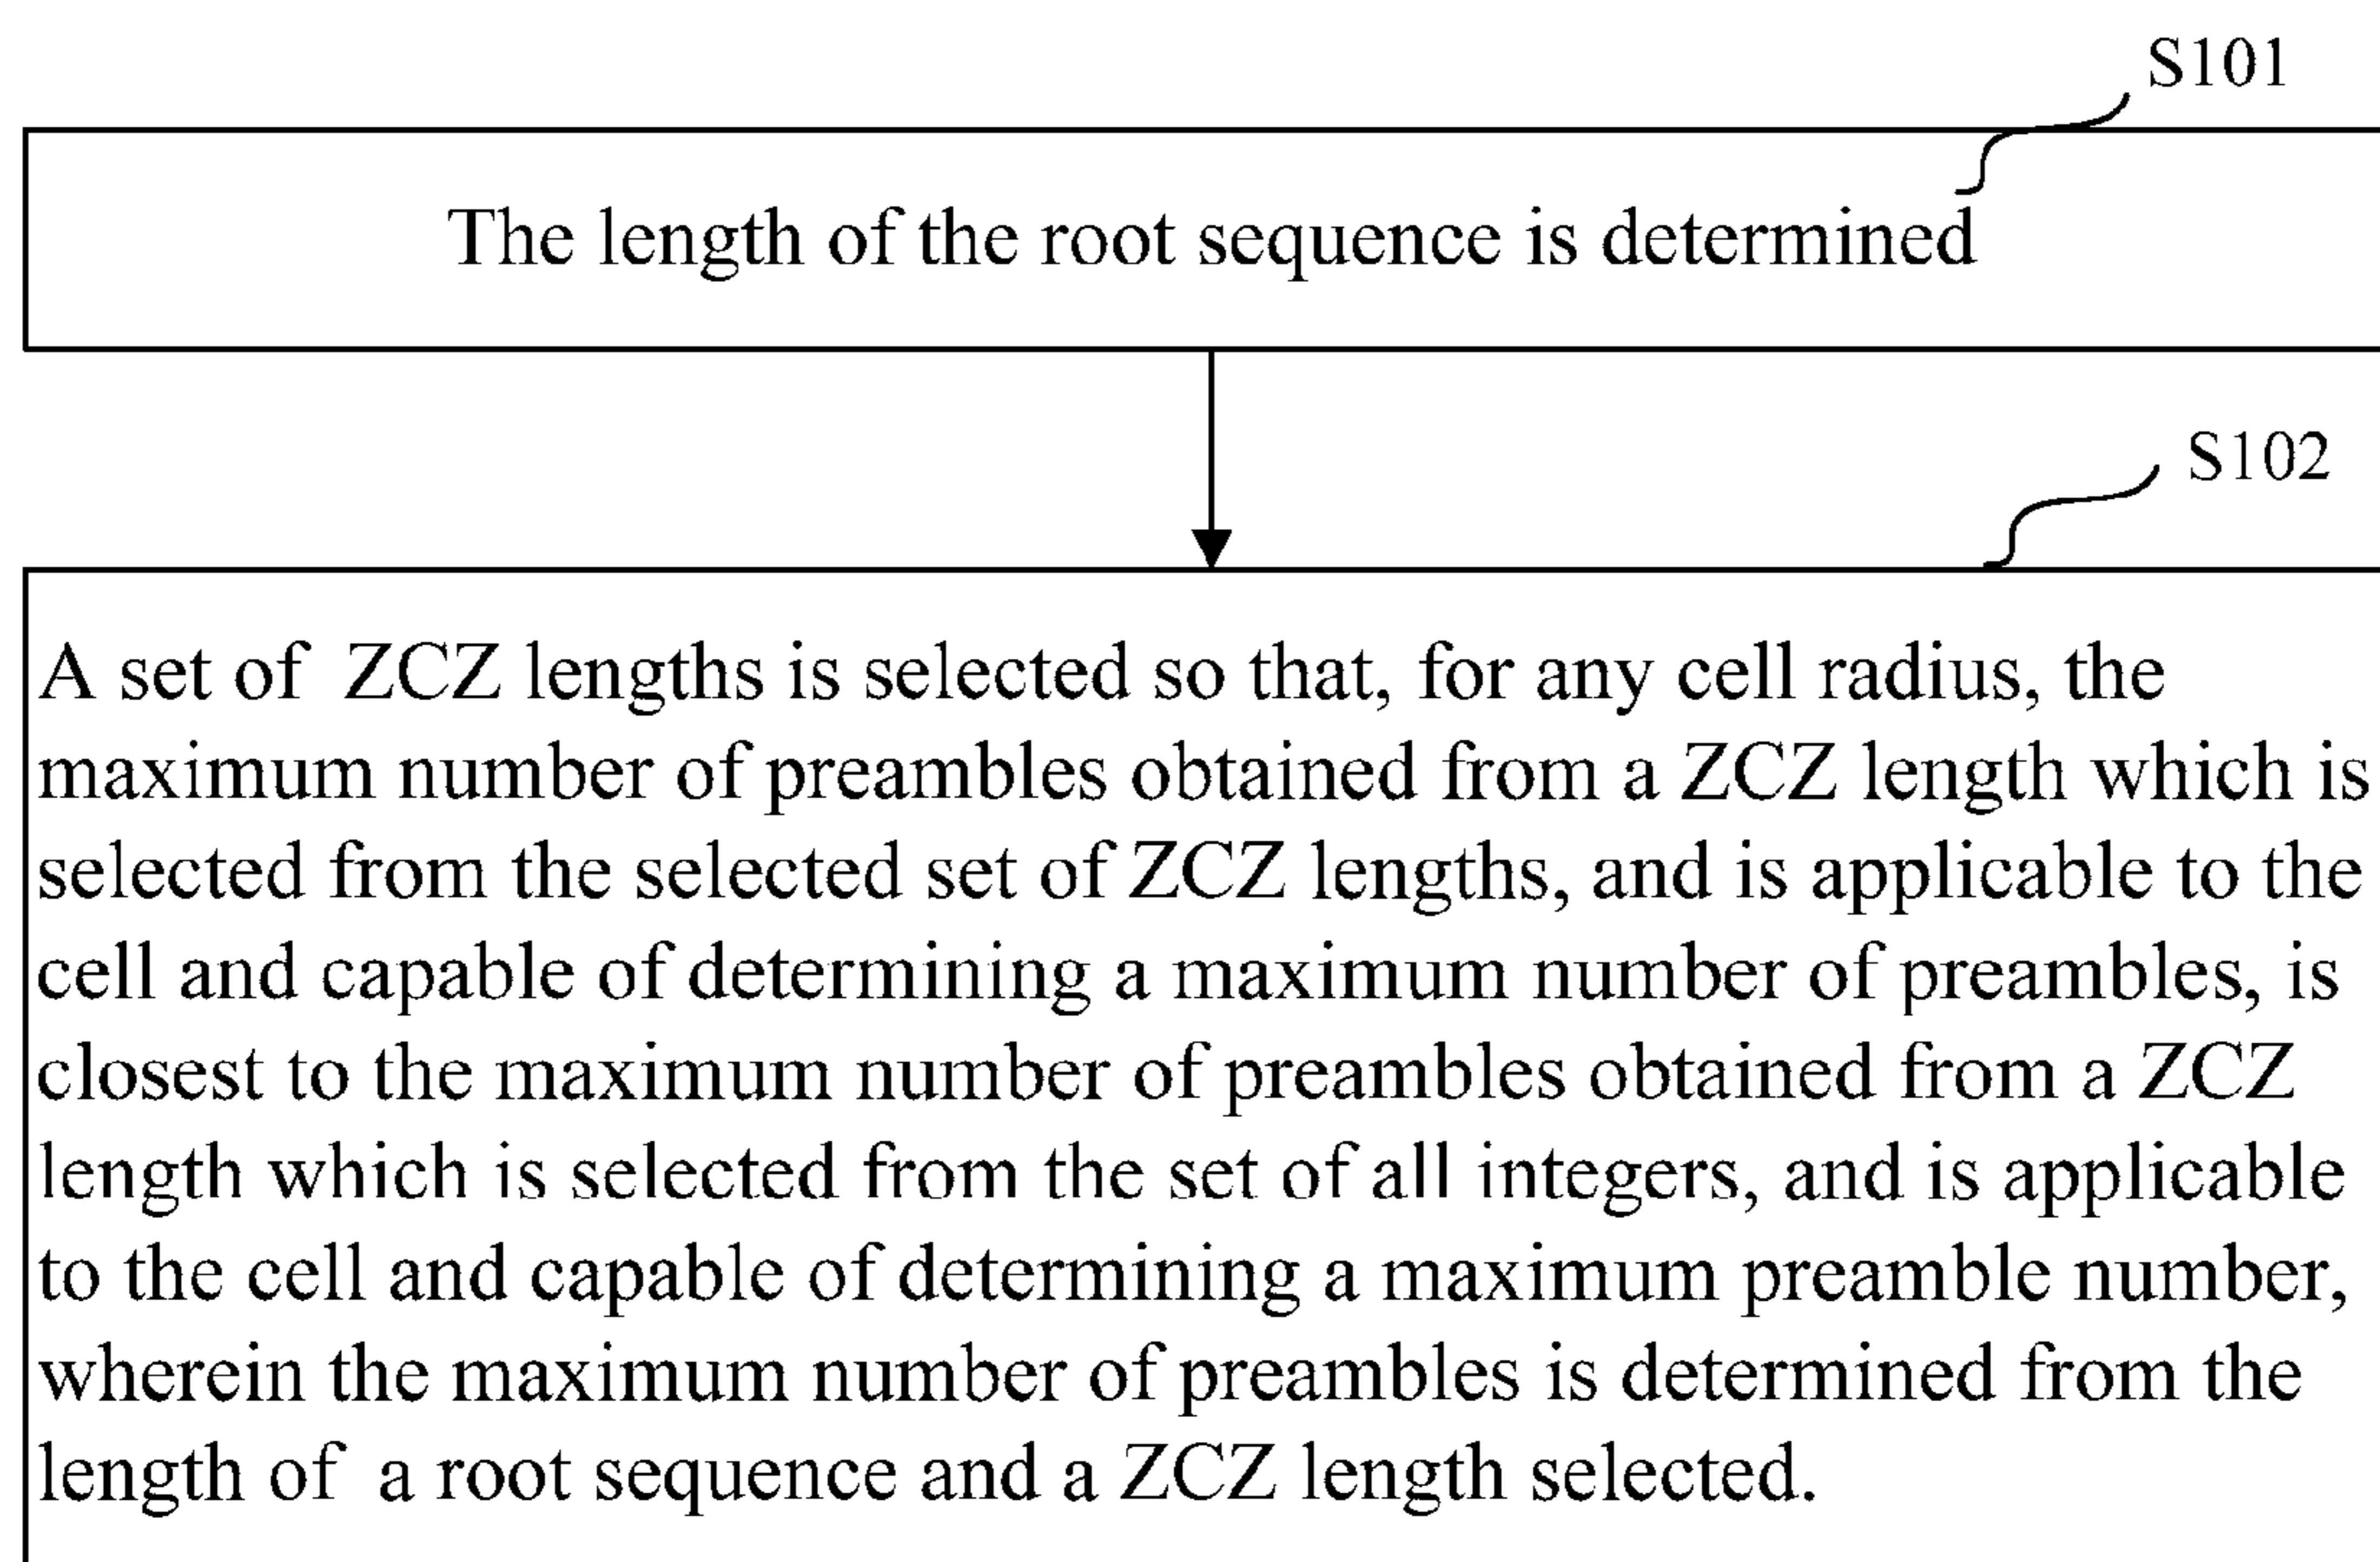 S101
The length of the root sequence is determined
S102
A set of ZCZ lengths is selected so that, for any cell radius, the
maximum number of preambles obtained from a ZCZ length which is
selected from the selected set of ZCZ lengths, and is applicable to the
cell and capable of determining a maximum number of preambles, is
closest to the maximum number of preambles obtained from a ZCZ
length which is selected from the set of all integers, and is applicable
to the cell and capable of determining a maximum preamble number,
wherein the maximum number of preambles is determined from the
length of a root sequence and a ZCZ length selected.